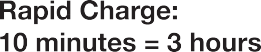 Rapid Charge:
10 minutes = 3 hours